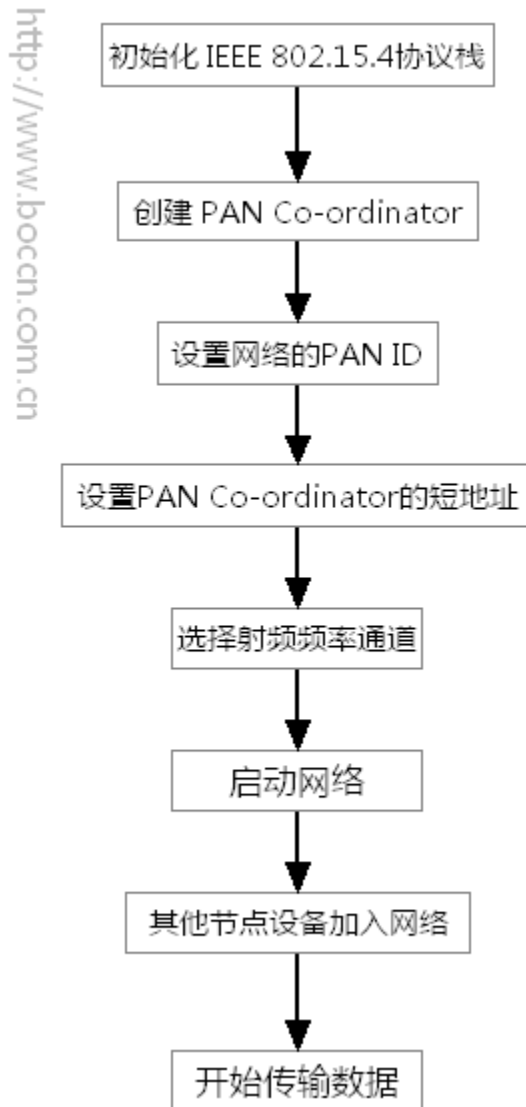 http://www.boccn.com.cn
初始化 IEEE 802.15.4协议栈
创建 PAN Co-ordinator
设置网络的PAN ID
设置PAN Co-ordinator的短地址
选择射频频率通道
启动网络
其他节点设备加入网络
开始传输数据